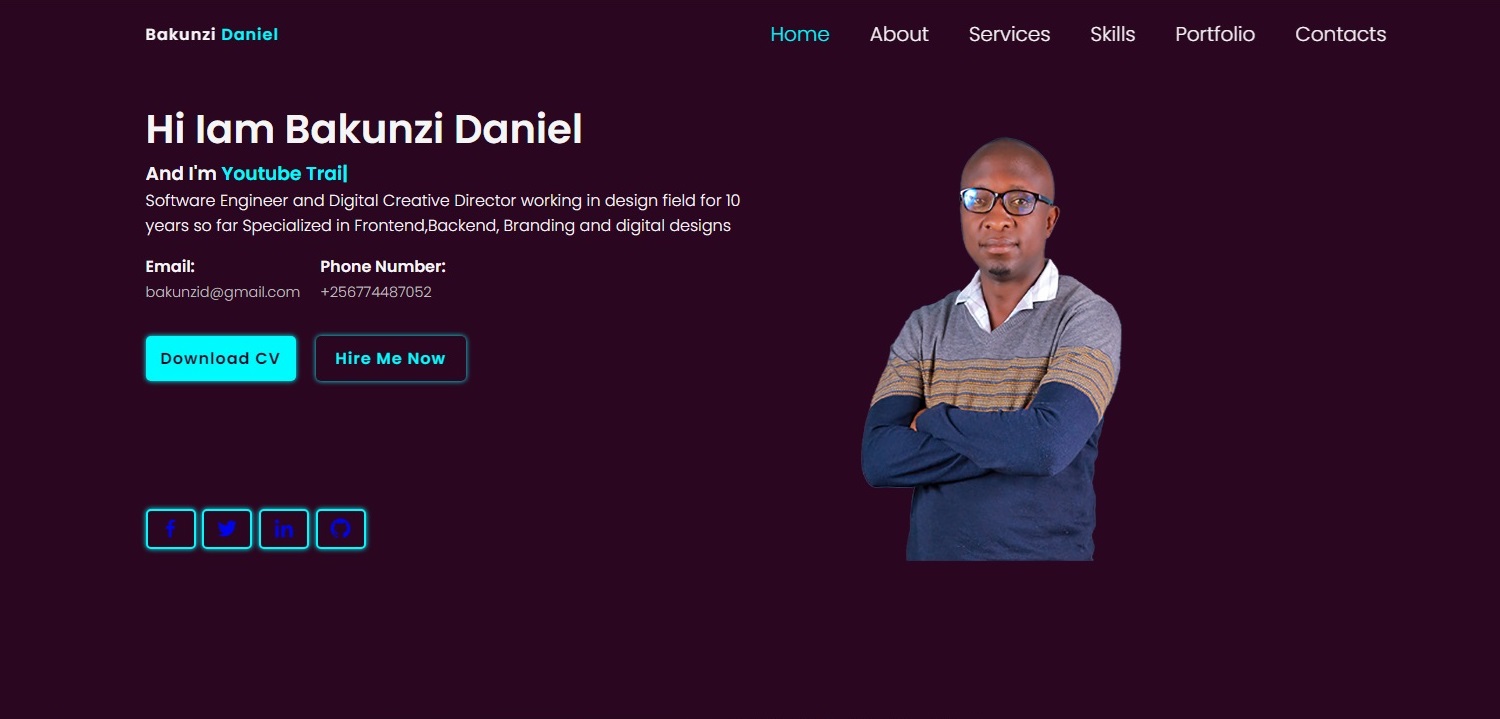 Bakunzi Daniel
Home About Services Skills Portfolio Contacts
Hi Iam Bakunzi Daniel
And I'm Youtube Trai|
Software Engineer and Digital Creative Director working in design field for 10
years so far Specialized in Frontend,Backend, Branding and digital designs
Email: Phone Number:
bakunzid@gmail.com +256774487052
Download CV Hire Me Now